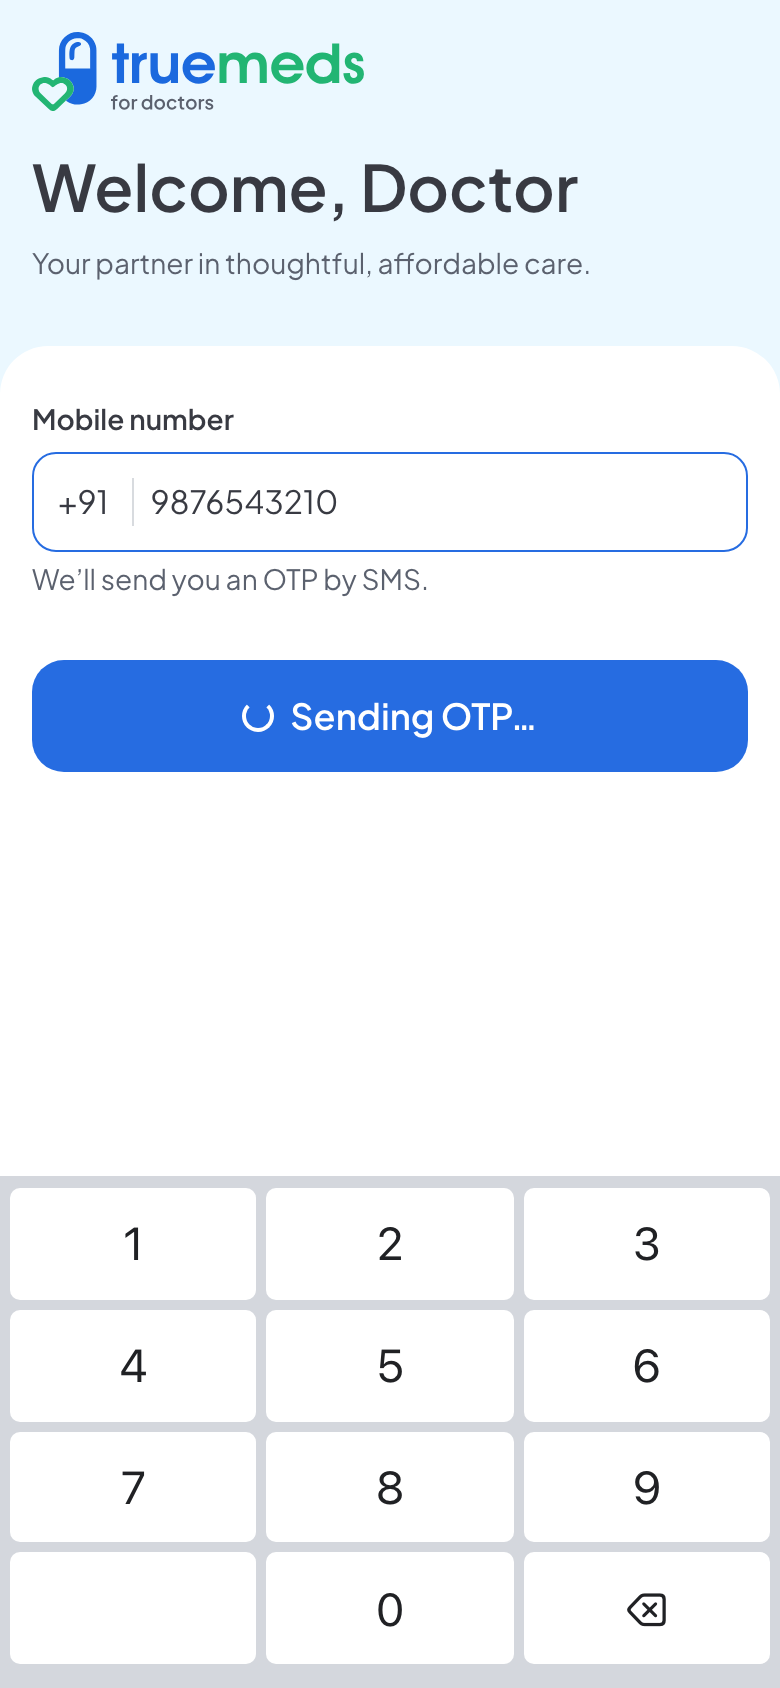 truemeds
for doctors
Welcome, Doctor
Your partner in thoughtful, affordable care.
Mobile number
+91 9876543210
We’ll send you an OTP by SMS.
Sending OTP...
1 2 3
4 5 6
7 8 9
0